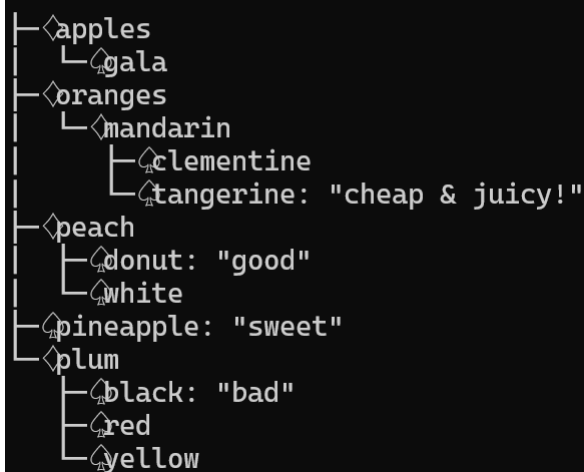 ├─♢apples
│  └─♤gala
├─♢oranges
│  └─♢mandarin
│     ├─♤clementine
│     └─♤tangerine: "cheap & juicy!"
├─♢peach
│  ├─♤donut: "good"
│  └─♤white
├─♤pineapple: "sweet"
└─♢plum
   ├─♤black: "bad"
   ├─♤red
   └─♤yellow